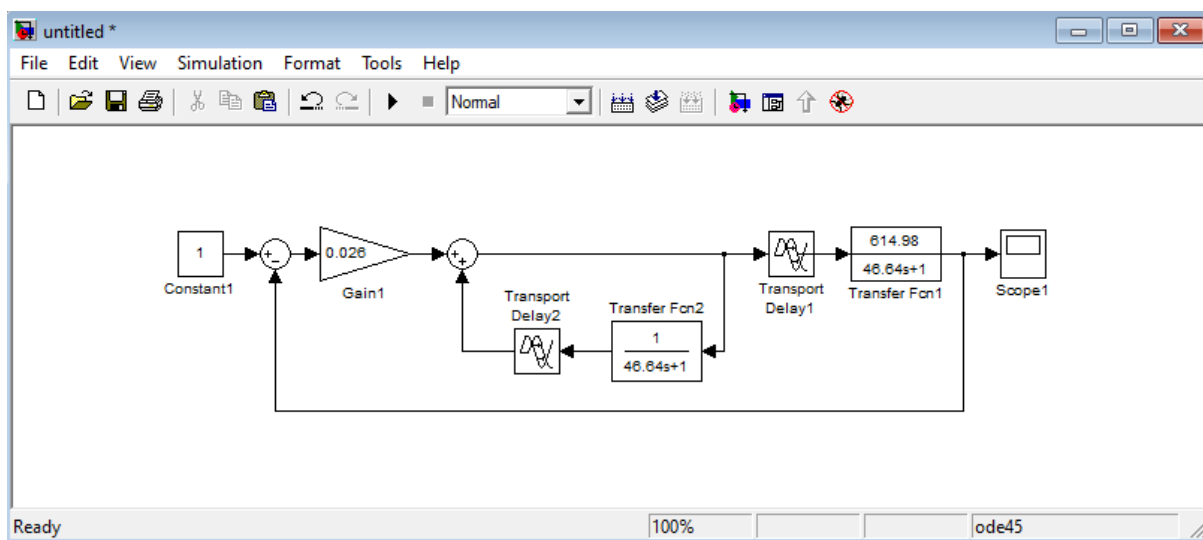 untitled *
File Edit View Simulation Format Tools Help
Normal
1
Constant1
+
−
0.026
Gain1
+
+
Transport
Delay2
Transfer Fcn2
1
46.64s+1
Transport
Delay1
614.98
46.64s+1
Transfer Fcn1
Scope1
Ready 100% ode45